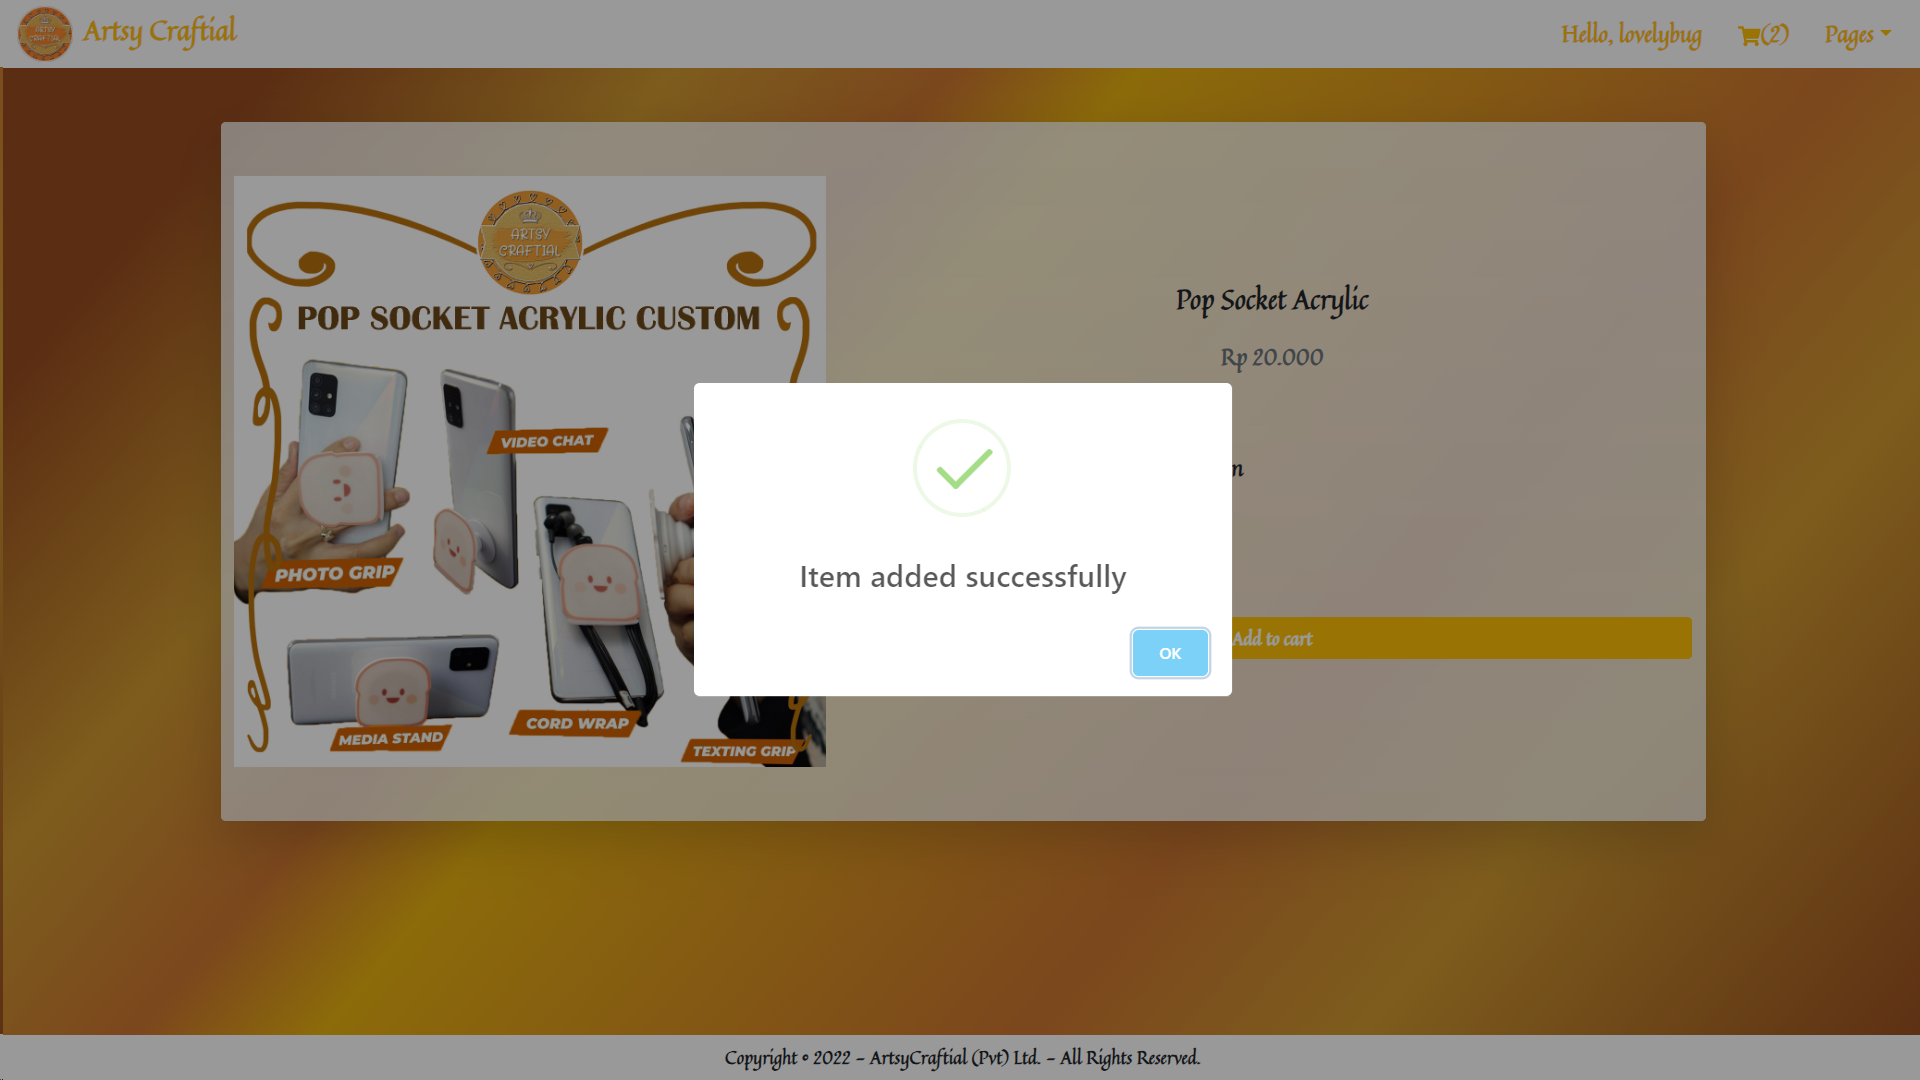 Artsy Craftial
Hello, lovelybug
(2)
Pages
ARTSY
CRAFTIAL
POP SOCKET ACRYLIC CUSTOM
Pop Socket Acrylic
Rp 20.000
VIDEO CHAT
PHOTO GRIP
CORD WRAP
MEDIA STAND
TEXTING GRIP
Item added successfully
OK
Add to cart
Copyright © 2022 - ArtsyCraftial (Pvt) Ltd. - All Rights Reserved.